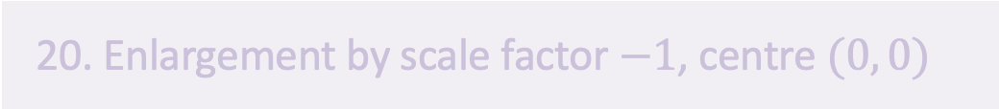 20. Enlargement by scale factor −1, centre (0, 0)